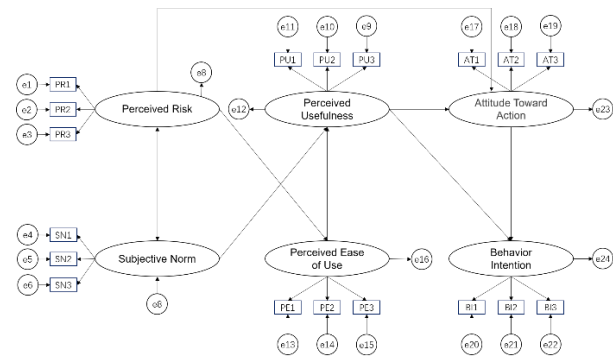 e11
e10
e9
e17
e18
e19
PU1
PU2
PU3
AT1
AT2
AT3
e1
PR1
e8
e2
PR2
Perceived Risk
e12
Perceived
Usefulness
Attitude Toward
Action
e23
e3
PR3
e4
SN1
e5
SN2
Subjective Norm
Perceived Ease
of Use
e16
Behavior
Intention
e24
e6
SN3
e8
PE1
PE2
PE3
BI1
BI2
BI3
e13
e14
e15
e20
e21
e22